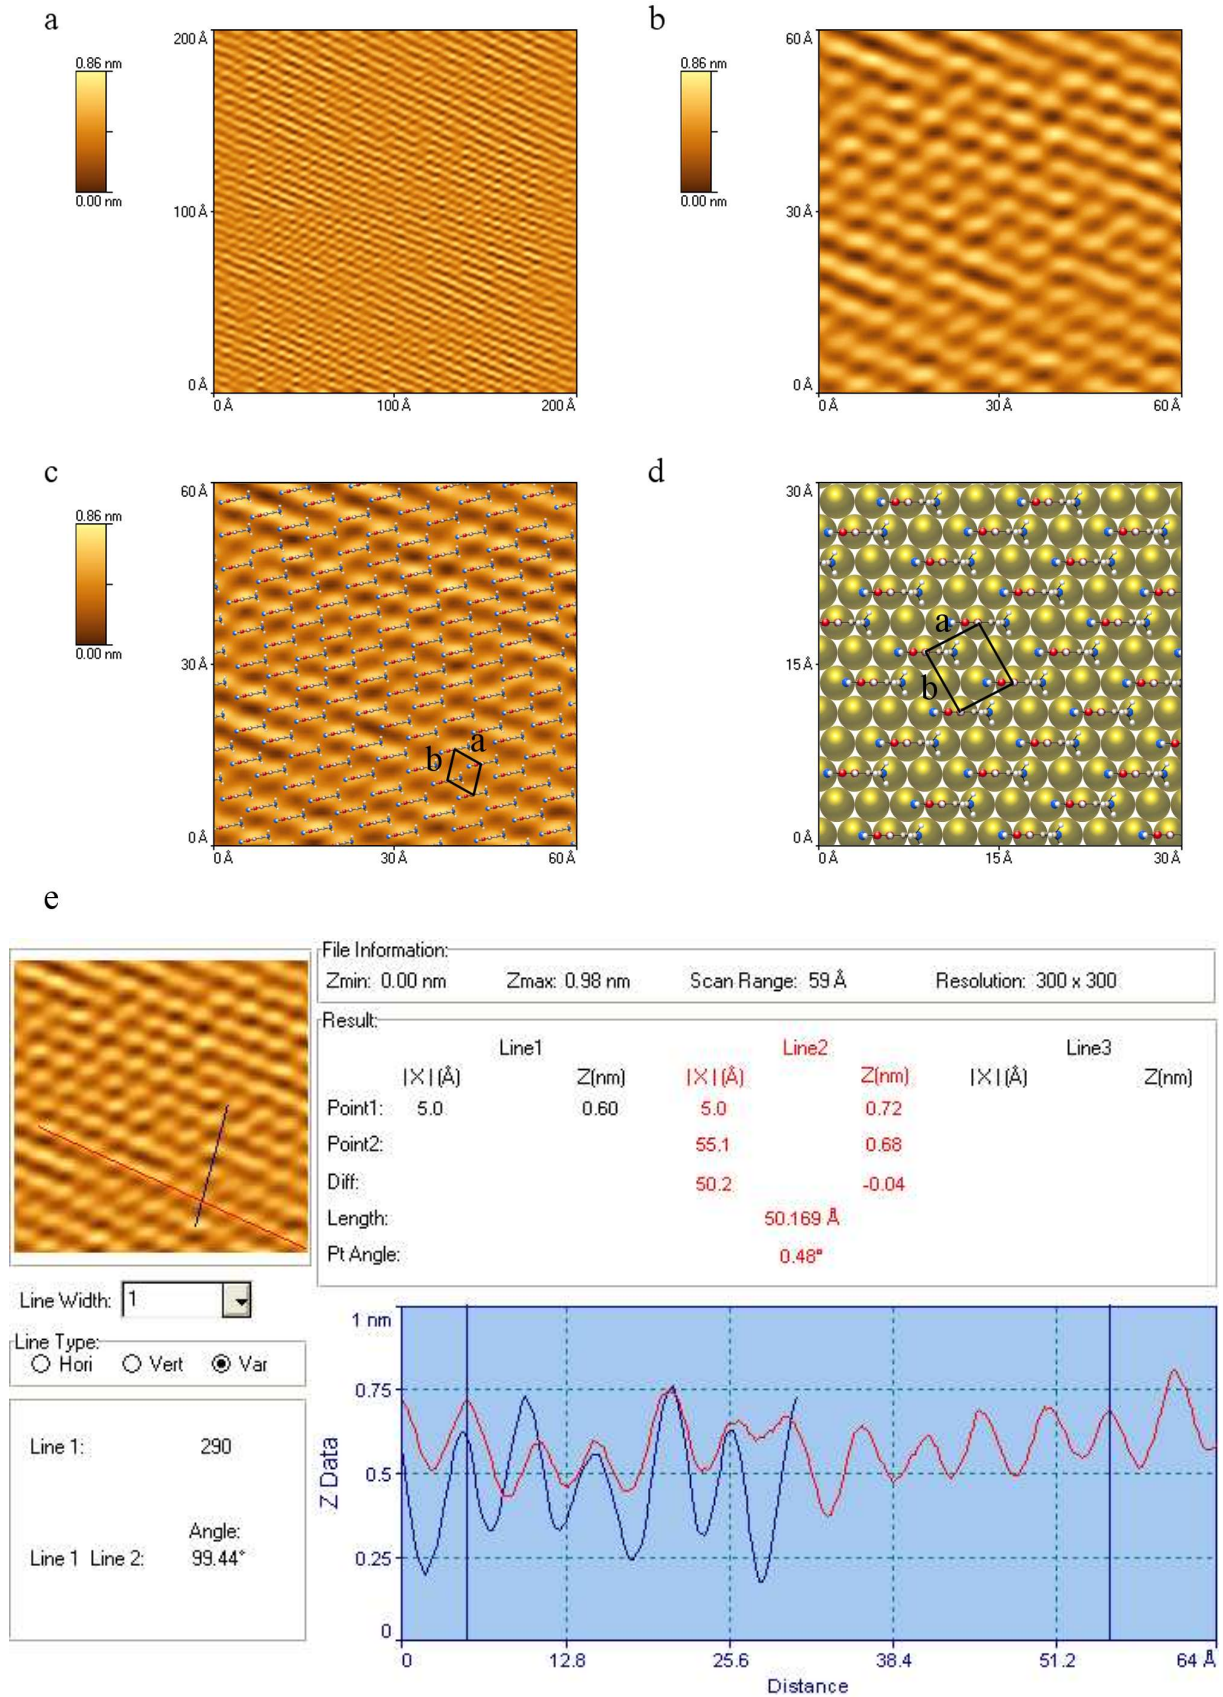 a
b
200 Å
0.86 nm
100 Å
0.00 nm
0 Å
0 Å
100 Å
200 Å
60 Å
0.86 nm
30 Å
0.00 nm
0 Å
0 Å
30 Å
60 Å
c
d
60 Å
0.86 nm
30 Å
0.00 nm
0 Å
0 Å
30 Å
60 Å
b
a
30 Å
15 Å
0 Å
0 Å
15 Å
30 Å
a
b
e
File Information:
Zmin: 0.00 nm Zmax: 0.98 nm Scan Range: 59 Å Resolution: 300 x 300
Result:
Line1 Line2 Line3
|X| (Å) Z(nm) |X| (Å) Z(nm) |X| (Å) Z(nm)
Point1: 5.0 0.60 5.0 0.72
Point2: 55.1 0.68
Diff: 50.2 -0.04
Length: 50.169 Å
Pt Angle: 0.48°
Line Width: 1
Line Type:
Hori Vert Var
Line 1: 290
Angle:
Line 1 Line 2: 99.44°
1 nm
0.75
0.5
0.25
0
Z Data
0 12.8 25.6 38.4 51.2 64 Å
Distance